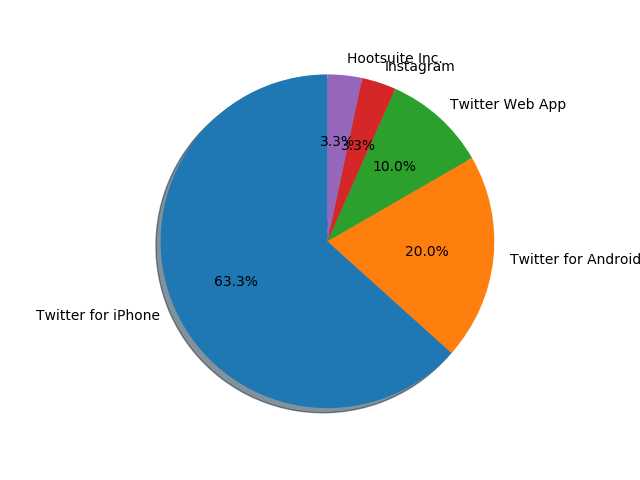 Hootsuite Inc.
Instagram
Twitter Web App
3.3%
3.3%
10.0%
20.0%
Twitter for Android
63.3%
Twitter for iPhone